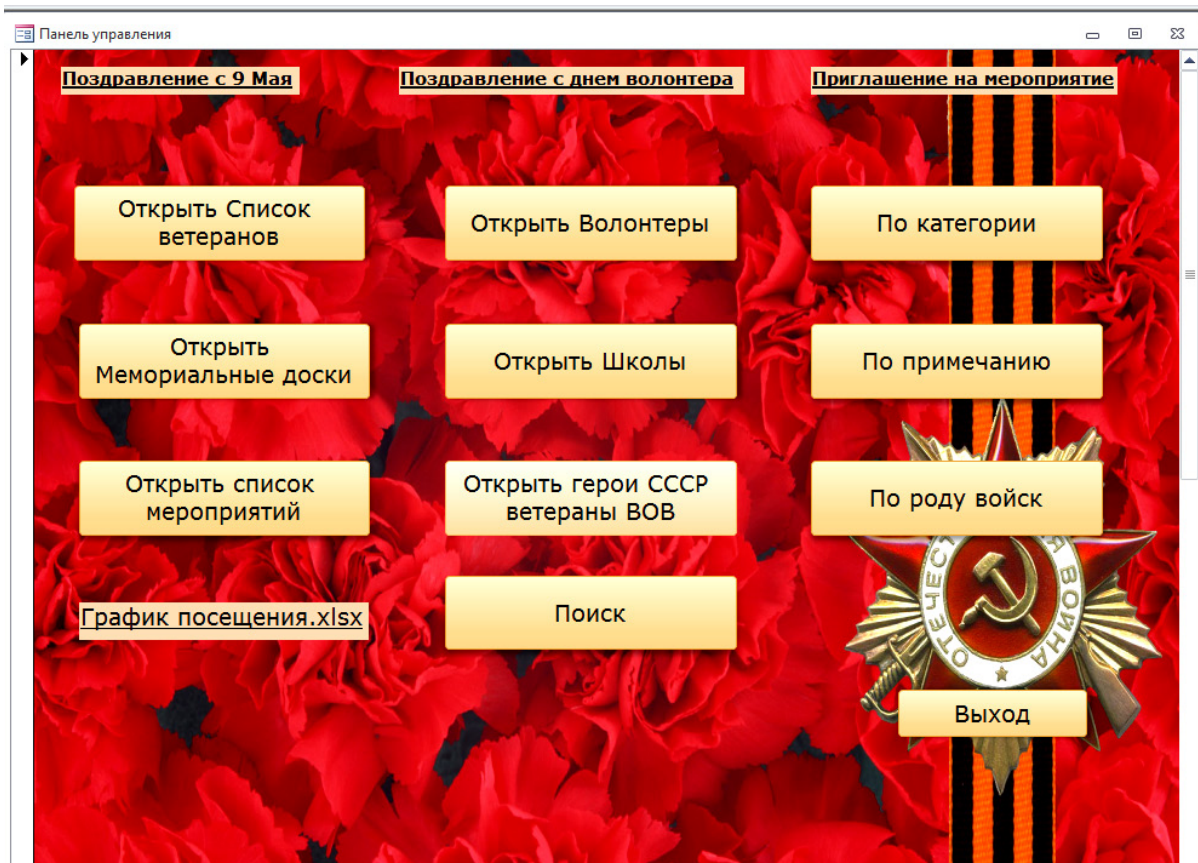 Панель управления
Поздравление с 9 Мая
Поздравление с днем волонтера
Приглашение на мероприятие
Открыть Список
ветеранов
Открыть Волонтеры
По категории
Открыть
Мемориальные доски
Открыть Школы
По примечанию
Открыть список
мероприятий
Открыть герои СССР
ветераны ВОВ
По роду войск
График посещения.xlsx
Поиск
ОТЕЧЕСТ
Я ВОЙНА
Выход